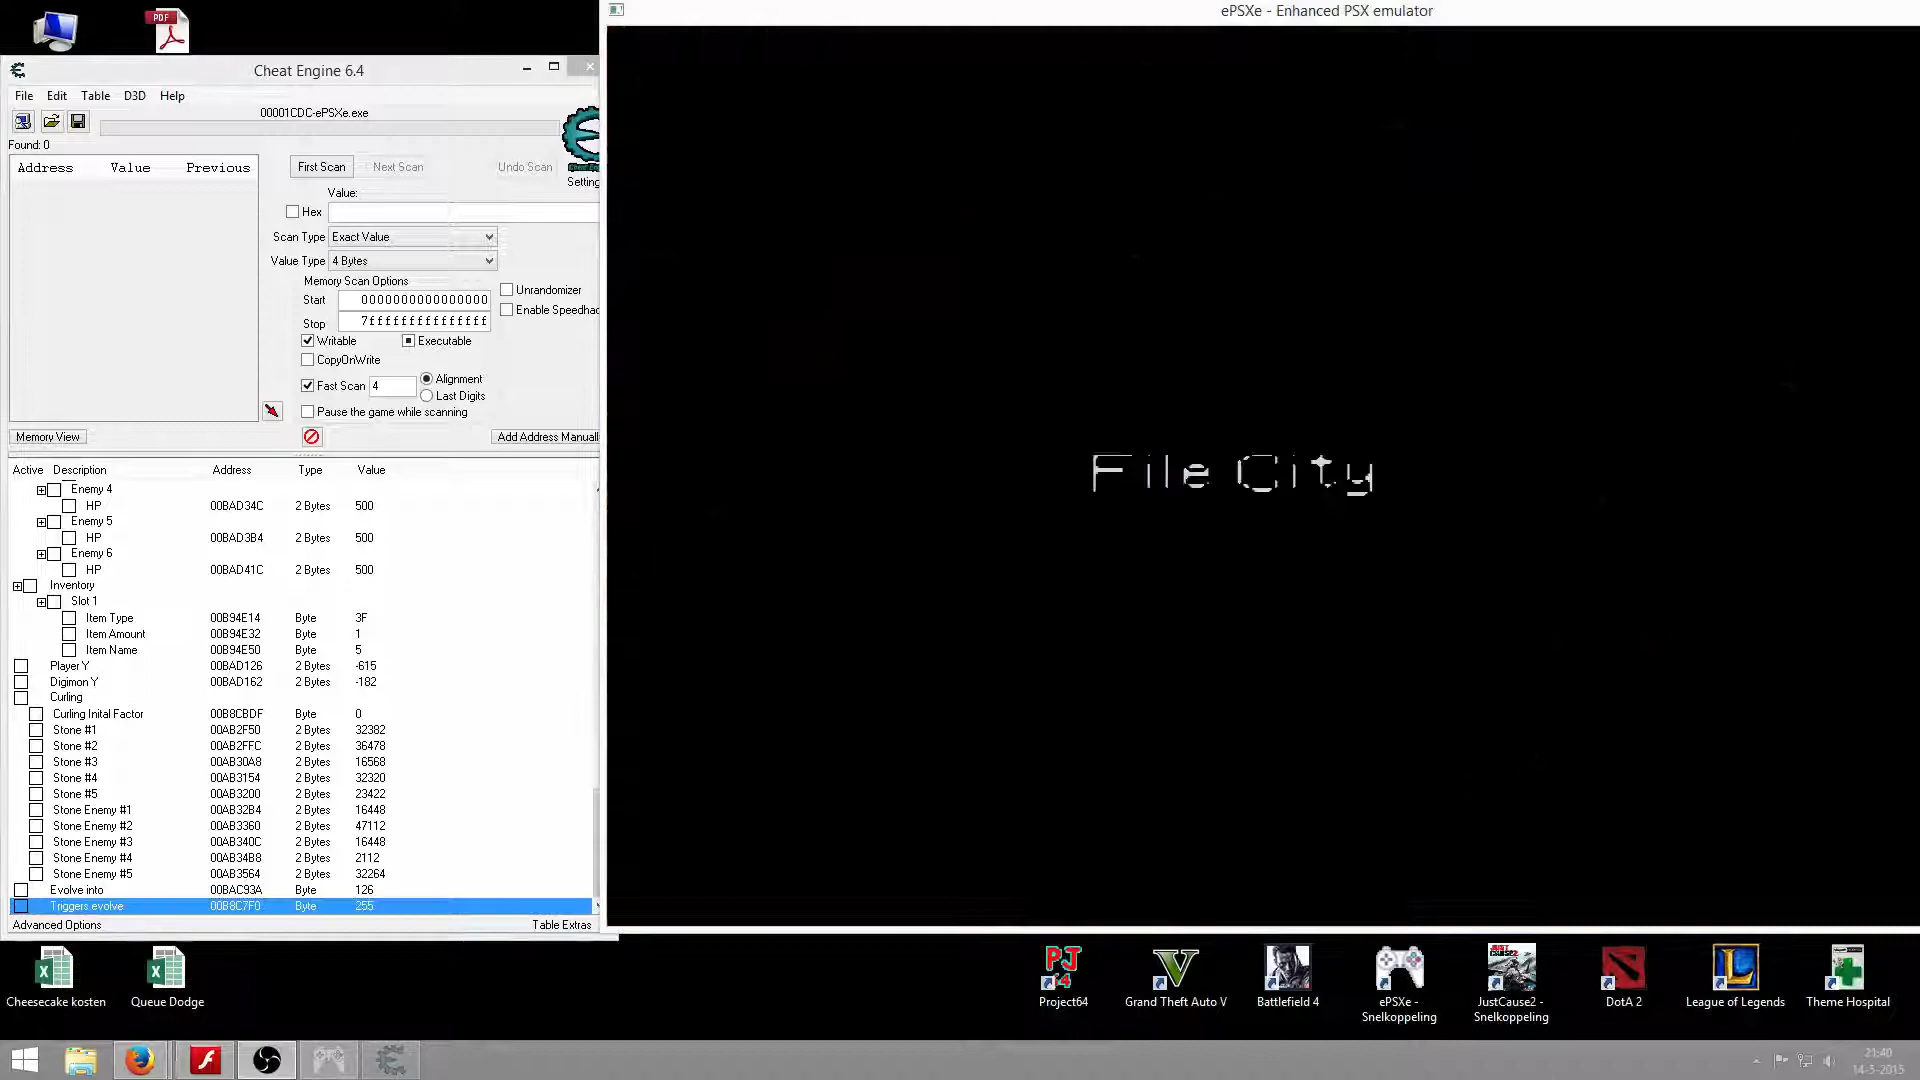 ePSXe - Enhanced PSX emulator
PDF
Cheat Engine 6.4
File Edit Table D3D Help
00001CDC-ePSXe.exe
Found: 0
Address Value Previous
First Scan Next Scan Undo Scan
Setting
Value:
Hex
Scan Type Exact Value
Value Type 4 Bytes
Memory Scan Options
Start 0000000000000000
Stop 7fffffffffffffff
Unrandomizer
Enable Speedhac
Writable Executable
CopyOnWrite
Fast Scan 4 Alignment
Last Digits
Pause the game while scanning
Memory View Add Address Manuall
Active Description Address Type Value
Enemy 4
HP 00BAD34C 2 Bytes 500
Enemy 5
HP 00BAD3B4 2 Bytes 500
Enemy 6
HP 00BAD41C 2 Bytes 500
Inventory
Slot 1
Item Type 00B94E14 Byte 3F
Item Amount 00B94E32 Byte 1
Item Name 00B94E50 Byte 5
Player Y 00BAD126 2 Bytes -615
Digimon Y 00BAD162 2 Bytes -182
Curling
Curling Inital Factor 00B8CBDF Byte 0
Stone #1 00AB2F50 2 Bytes 32382
Stone #2 00AB2FFC 2 Bytes 36478
Stone #3 00AB30A8 2 Bytes 16568
Stone #4 00AB3154 2 Bytes 32320
Stone #5 00AB3200 2 Bytes 23422
Stone Enemy #1 00AB32B4 2 Bytes 16448
Stone Enemy #2 00AB3360 2 Bytes 47112
Stone Enemy #3 00AB340C 2 Bytes 16448
Stone Enemy #4 00AB34B8 2 Bytes 2112
Stone Enemy #5 00AB3564 2 Bytes 32264
Evolve into 00BAC93A Byte 126
Triggers evolve 00B8C7F0 Byte 255
Advanced Options Table Extras
File City
Cheesecake kosten
Queue Dodge
Project64
Grand Theft Auto V
Battlefield 4
ePSXe - Snelkoppeling
JustCause2 - Snelkoppeling
DotA 2
League of Legends
Theme Hospital
21:40
14-5-2015